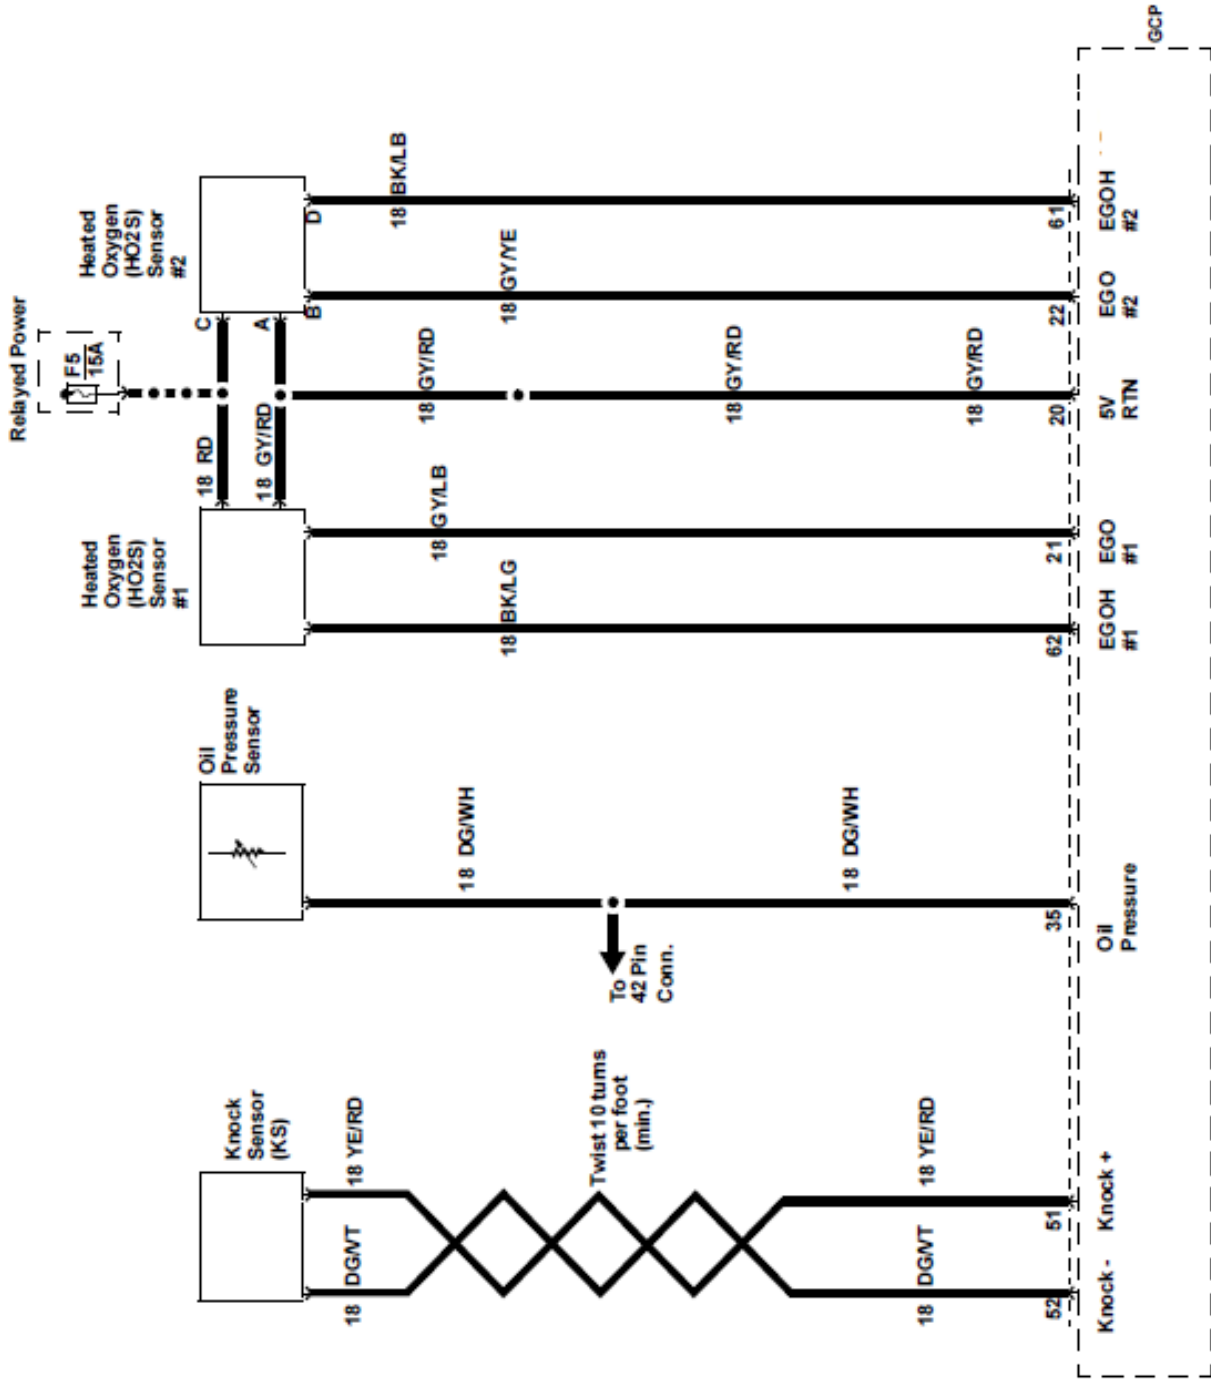 Relayed Power
F5
15A
Heated
Oxygen
(HO2S)
Sensor
#2
Heated
Oxygen
(HO2S)
Sensor
#1
Oil
Pressure
Sensor
Knock
Sensor
(KS)
C
A
D
B
18 RD
18 GY/RD
18 BK/LB
18 GY/YE
18 GY/RD
18 GY/RD
18 GY/RD
18 GY/LB
18 BK/LG
18 DG/WH
18 DG/WH
To
42 Pin
Conn.
18 YE/RD
18 DG/VT
Twist 10 turns
per foot
(min.)
18 YE/RD
18 DG/VT
61
22
20
21
62
35
51
52
EGOH
#2
EGO
#2
5V
RTN
EGO
#1
EGOH
#1
Oil
Pressure
Knock +
Knock -
GCP